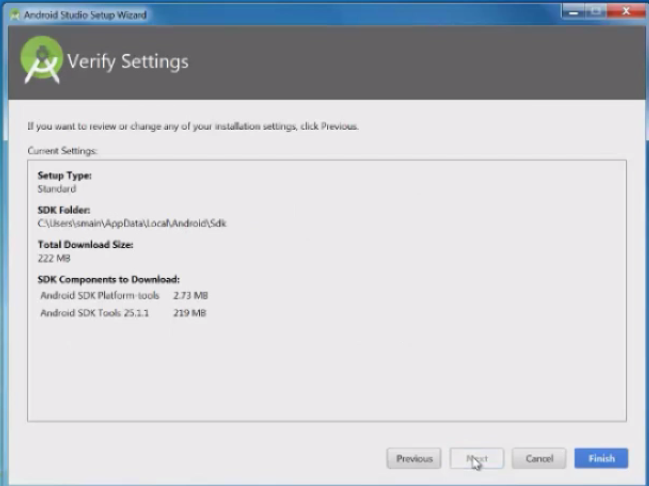 Android Studio Setup Wizard
Verify Settings
If you want to review or change any of your installation settings, click Previous.
Current Settings:
Setup Type:
Standard
SDK Folder:
C:\Users\smain\AppData\Local\Android\Sdk
Total Download Size:
222 MB
SDK Components to Download:
Android SDK Platform-tools 2.73 MB
Android SDK Tools 25.1.1 219 MB
Previous Next Cancel Finish